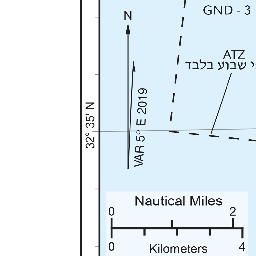 N
GND - 3
ATZ
שבוע בלבד
VAR 5° E 2019
32° 35' N
Nautical Miles
0 2
0 4
Kilometers